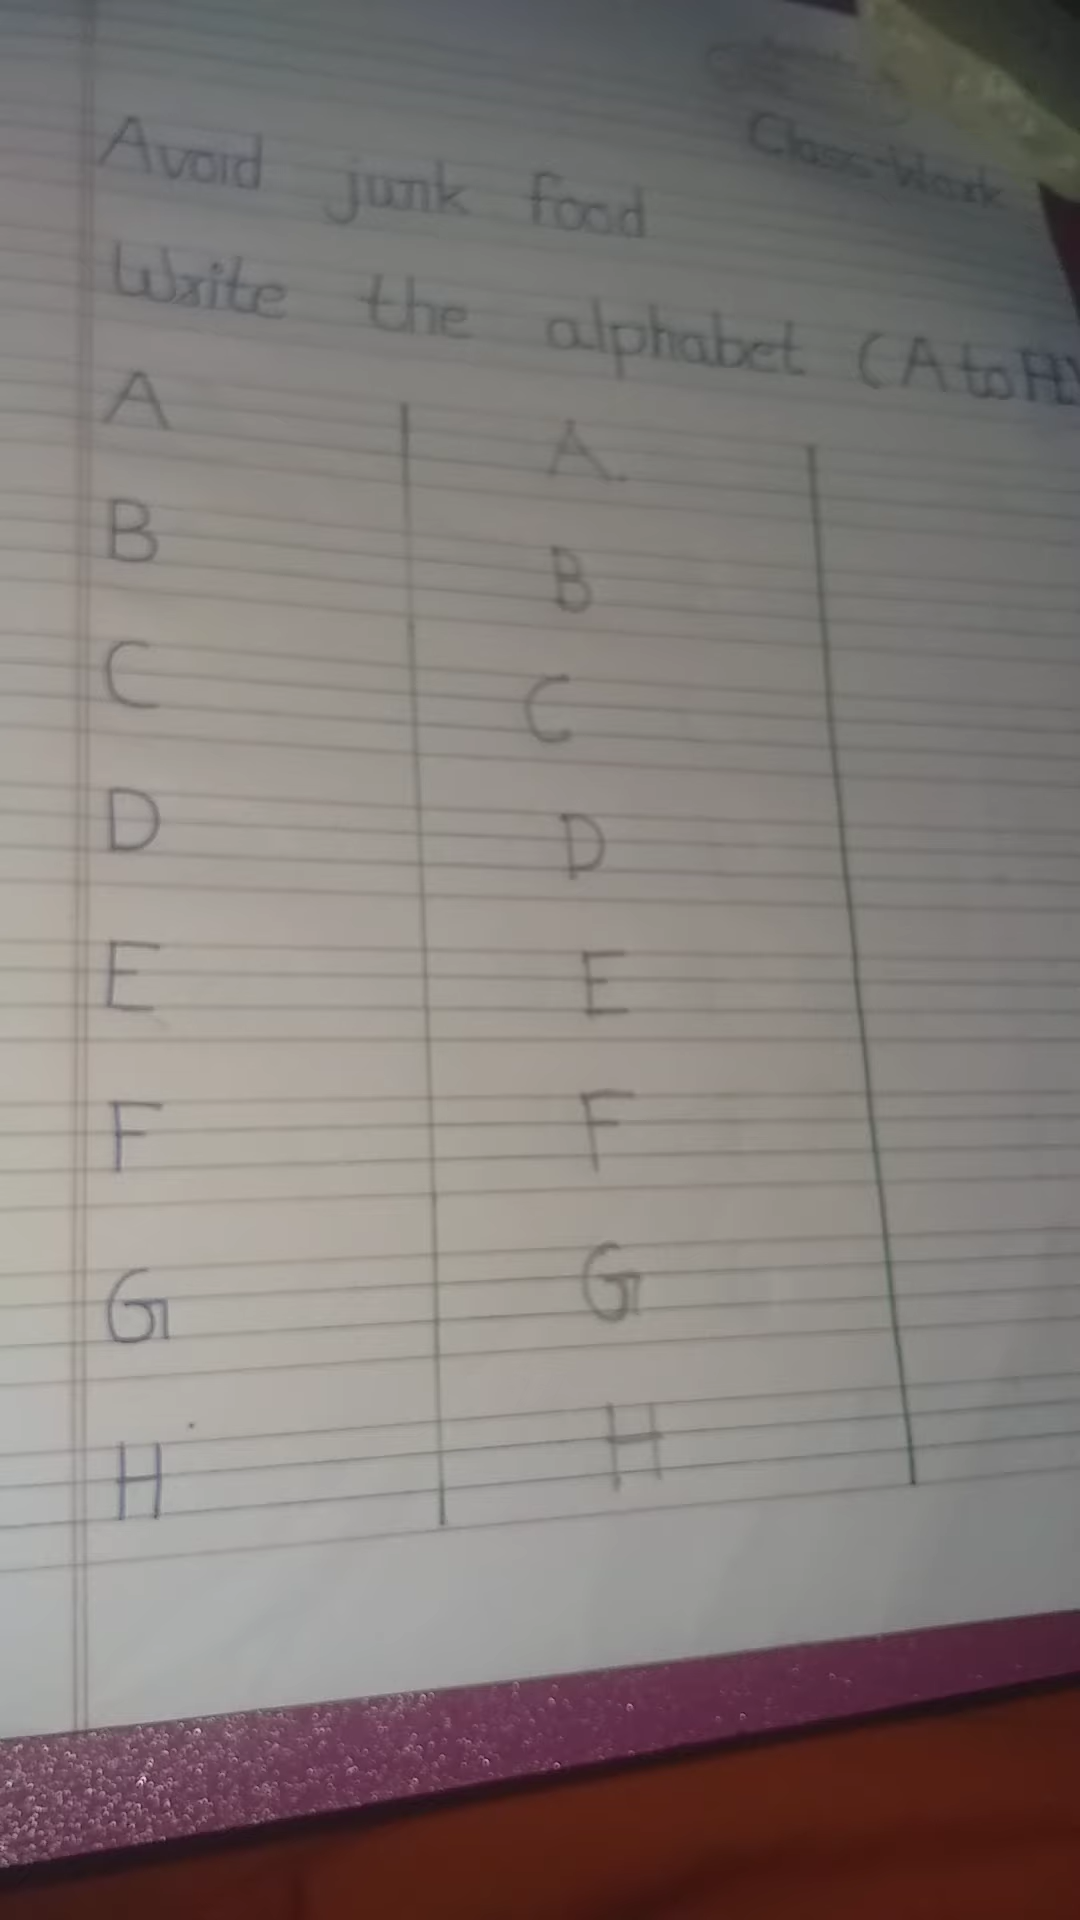 Class-Work
Avoid junk food
Write the alphabet (A to H)
A A
B B
C C
D D
E E
F F
G G
H H